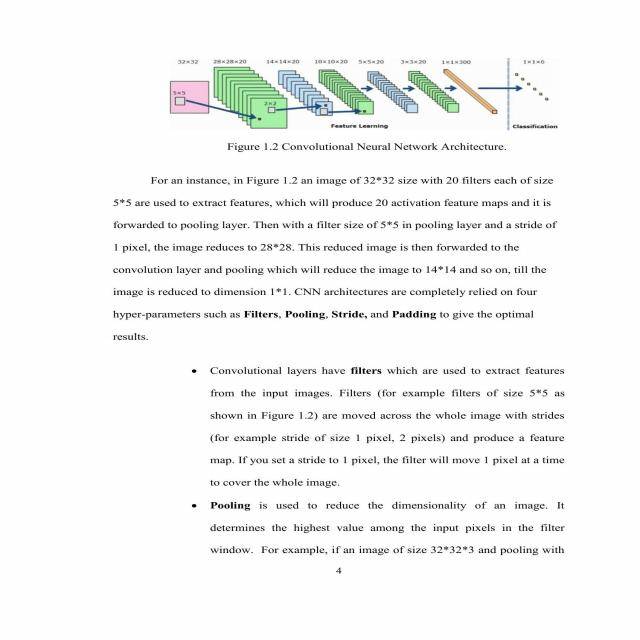 32×32 28×28×20 14×14×20 10×10×20 5×5×20 3×3×20 1×1×300 1×1×6
5×5
2×2
Feature Learning Classification
Figure 1.2 Convolutional Neural Network Architecture.
For an instance, in Figure 1.2 an image of 32*32 size with 20 filters each of size
5*5 are used to extract features, which will produce 20 activation feature maps and it is
forwarded to pooling layer. Then with a filter size of 5*5 in pooling layer and a stride of
1 pixel, the image reduces to 28*28. This reduced image is then forwarded to the
convolution layer and pooling which will reduce the image to 14*14 and so on, till the
image is reduced to dimension 1*1. CNN architectures are completely relied on four
hyper-parameters such as Filters, Pooling, Stride, and Padding to give the optimal
results.
• Convolutional layers have filters which are used to extract features
from the input images. Filters (for example filters of size 5*5 as
shown in Figure 1.2) are moved across the whole image with strides
(for example stride of size 1 pixel, 2 pixels) and produce a feature
map. If you set a stride to 1 pixel, the filter will move 1 pixel at a time
to cover the whole image.
• Pooling is used to reduce the dimensionality of an image. It
determines the highest value among the input pixels in the filter
window. For example, if an image of size 32*32*3 and pooling with
4